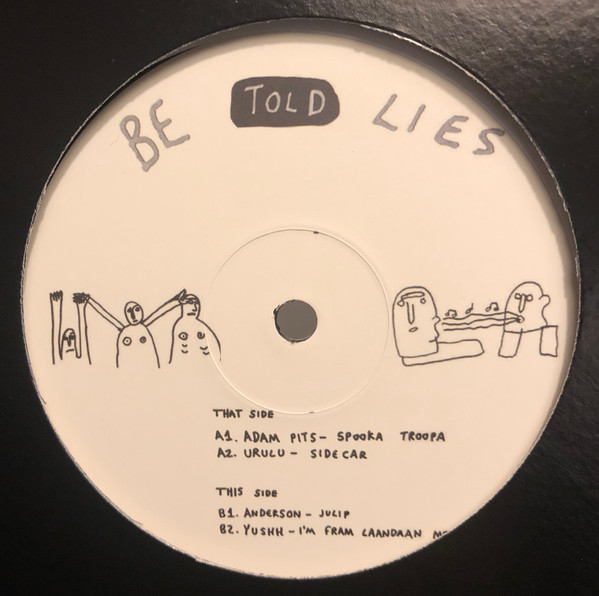 BE TOLD LIES
THAT SIDE
A1. ADAM PITS - SPOOKA TROOPA
A2. URULU - SIDECAR
THIS SIDE
B1. ANDERSON - JULIP
B2. YUSHH - I'M FRAM LAANDAAN